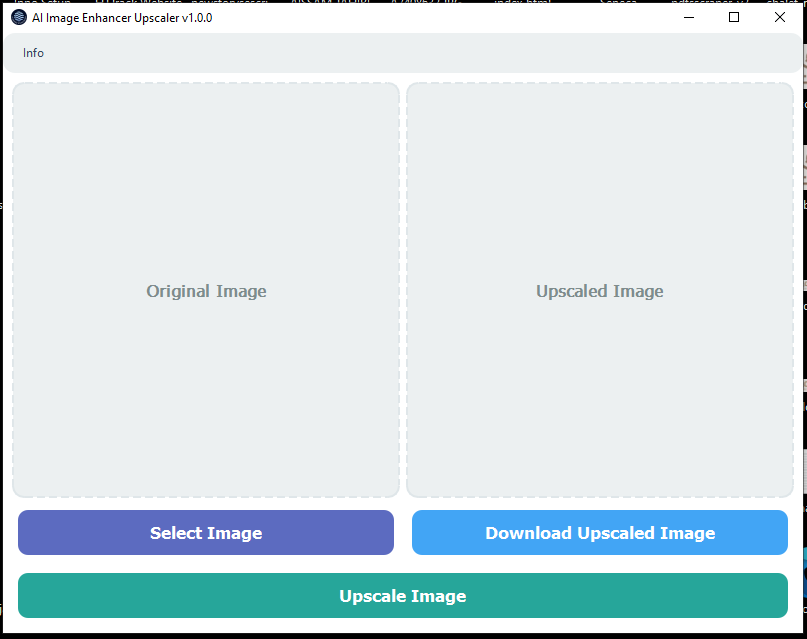 AI Image Enhancer Upscaler v1.0.0
Info
Original Image
Upscaled Image
Select Image
Download Upscaled Image
Upscale Image